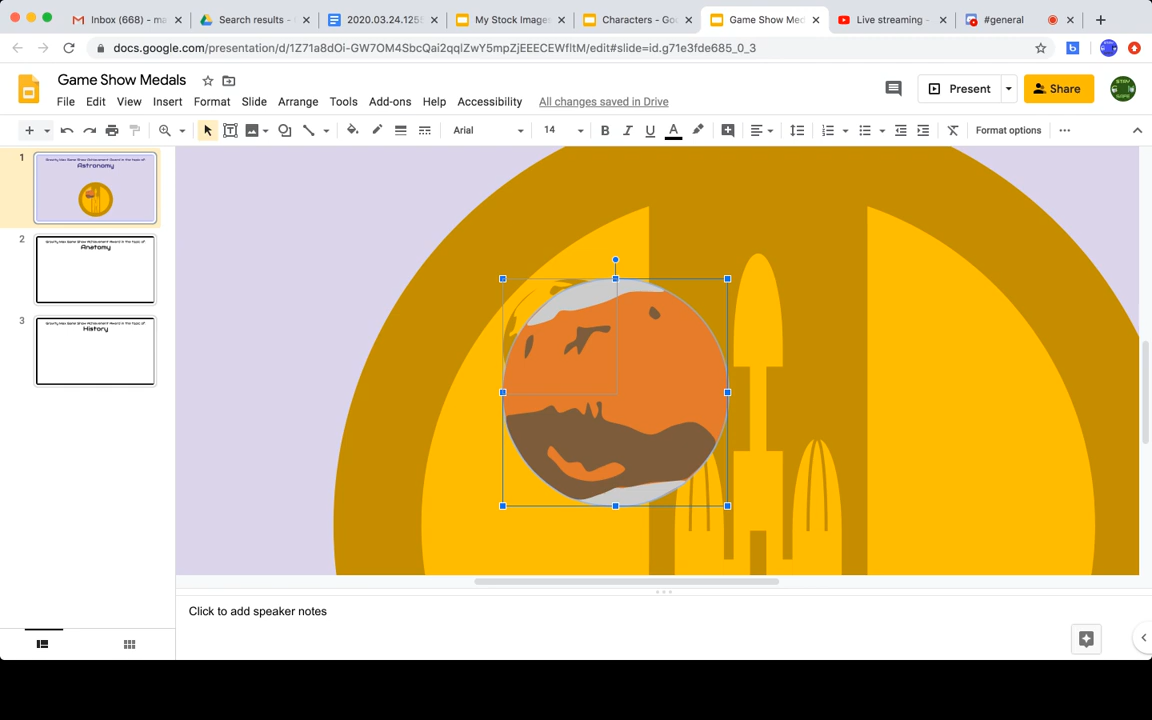 Inbox (668) - ma
Search results -
2020.03.24.125
My Stock Image
Characters - Goo
Game Show Med
Live streaming -
#general
docs.google.com/presentation/d/1Z71a8dOi-GW7OM4SbcQai2qqlZwY5mpZjEEECEWfltM/edit#slide=id.g71e3fde685_0_3
Game Show Medals
File Edit View Insert Format Slide Arrange Tools Add-ons Help Accessibility All changes saved in Drive
Present
Share
Arial
14
B I U A
Format options
1
Astronomy
2
Anatomy
3
History
Click to add speaker notes